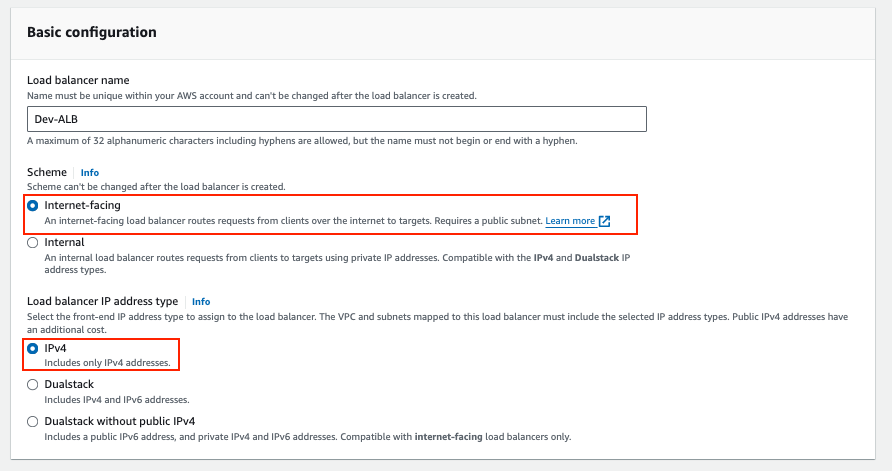 Basic configuration
Load balancer name
Name must be unique within your AWS account and can't be changed after the load balancer is created.
Dev-ALB
A maximum of 32 alphanumeric characters including hyphens are allowed, but the name must not begin or end with a hyphen.
Scheme Info
Scheme can't be changed after the load balancer is created.
Internet-facing
An internet-facing load balancer routes requests from clients over the internet to targets. Requires a public subnet. Learn more
Internal
An internal load balancer routes requests from clients to targets using private IP addresses. Compatible with the IPv4 and Dualstack IP
address types.
Load balancer IP address type Info
Select the front-end IP address type to assign to the load balancer. The VPC and subnets mapped to this load balancer must include the selected IP address types. Public IPv4 addresses have
an additional cost.
IPv4
Includes only IPv4 addresses.
Dualstack
Includes IPv4 and IPv6 addresses.
Dualstack without public IPv4
Includes a public IPv6 address, and private IPv4 and IPv6 addresses. Compatible with internet-facing load balancers only.